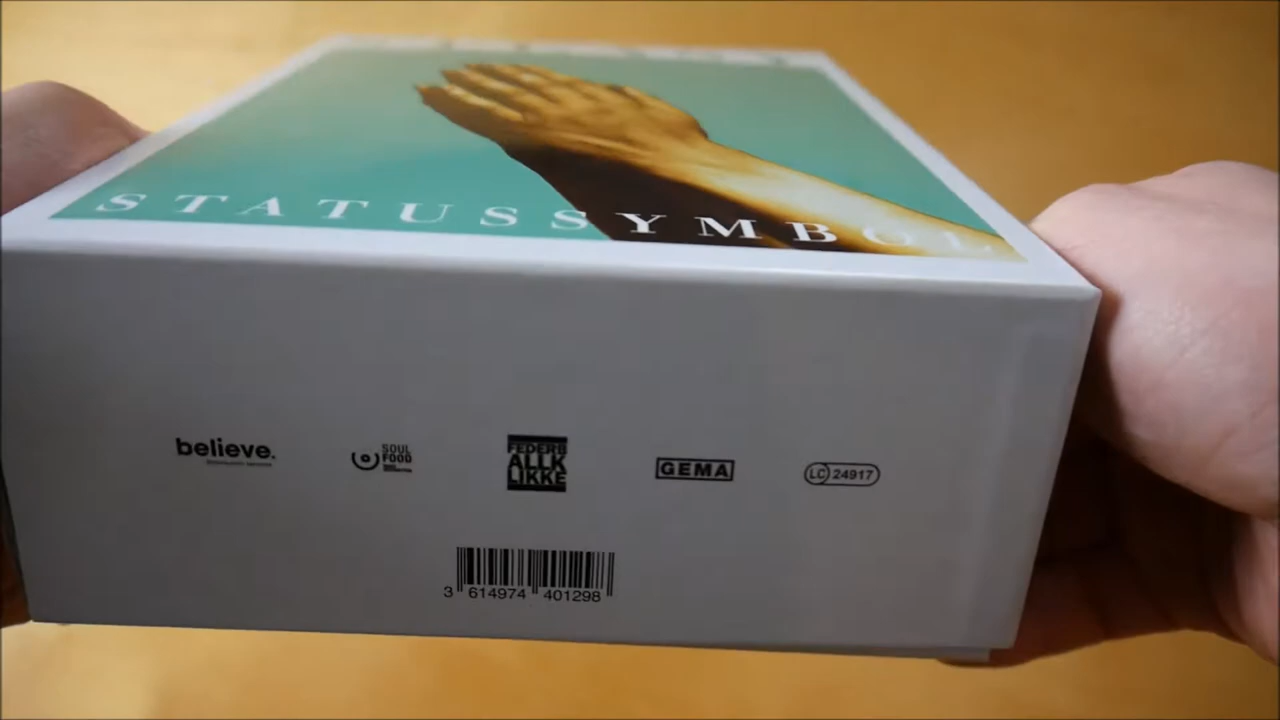 STATUSSYMBOL
believe.
SOUL
FOOD
FEDERB
ALLK
LIKKE
GEMA
LC 24917
3 614974 401298